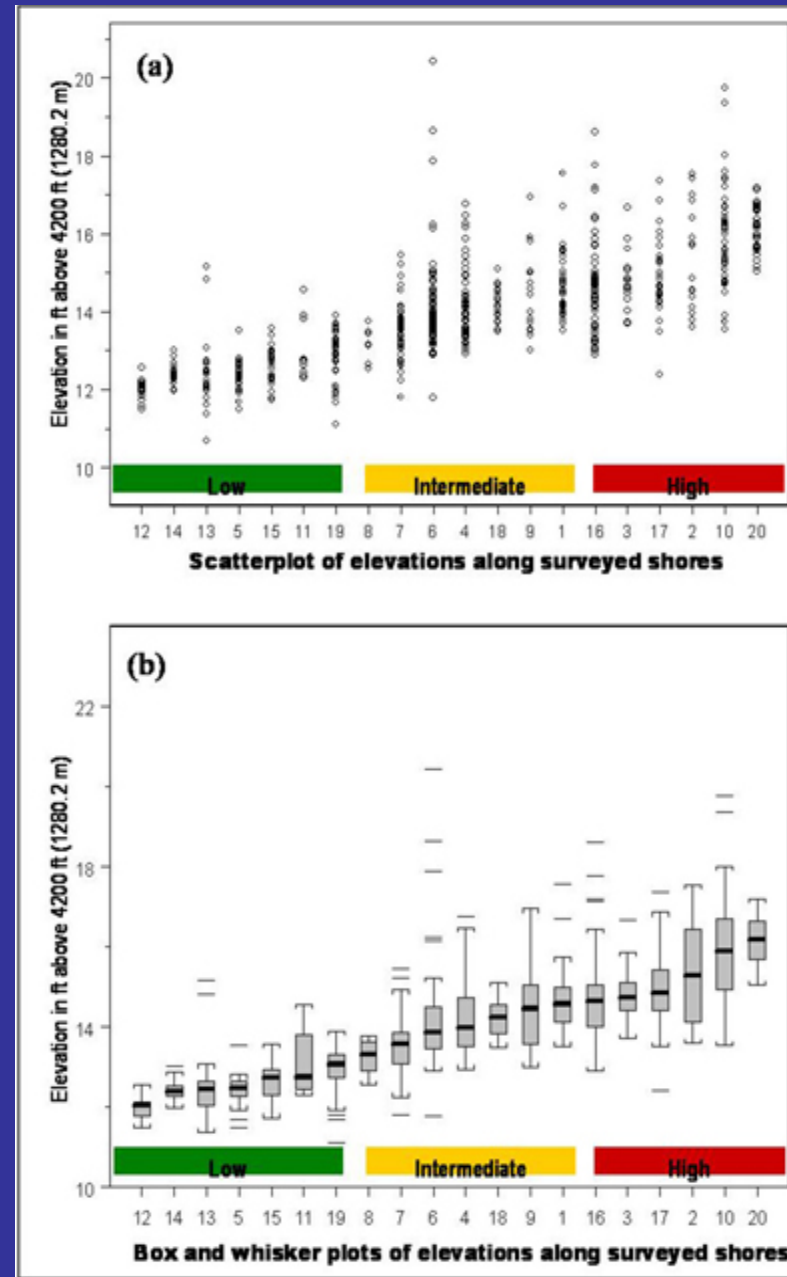 (a)
Elevation in ft above 4200 ft (1280.2 m)
20
18
16
14
12
10
Low Intermediate High
12 14 13 5 15 11 19 8 7 6 4 18 9 1 16 3 17 2 10 20
Scatterplot of elevations along surveyed shores
(b)
Elevation in ft above 4200 ft (1280.2 m)
22
18
14
10
Low Intermediate High
12 14 13 5 15 11 19 8 7 6 4 18 9 1 16 3 17 2 10 20
Box and whisker plots of elevations along surveyed shores